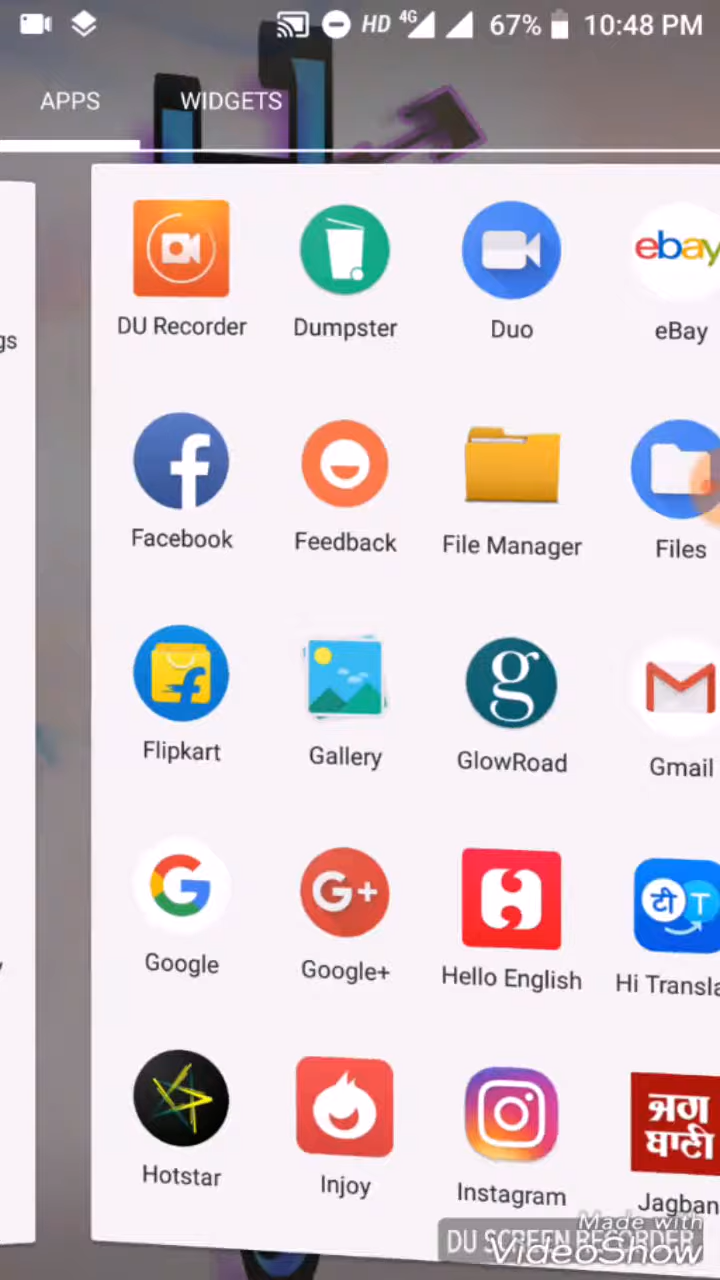 HD 4G 67% 10:48 PM
APPS WIDGETS
gs
DU Recorder Dumpster Duo eBay
ebay
Facebook Feedback File Manager Files
Flipkart Gallery GlowRoad Gmail
G+
टी T
Google Google+ Hello English Hi Transla
ਜਗ
ਬਾਣੀ
Hotstar Injoy Instagram Jagban
Made with
DU SCREEN RECORDER
VideoShow